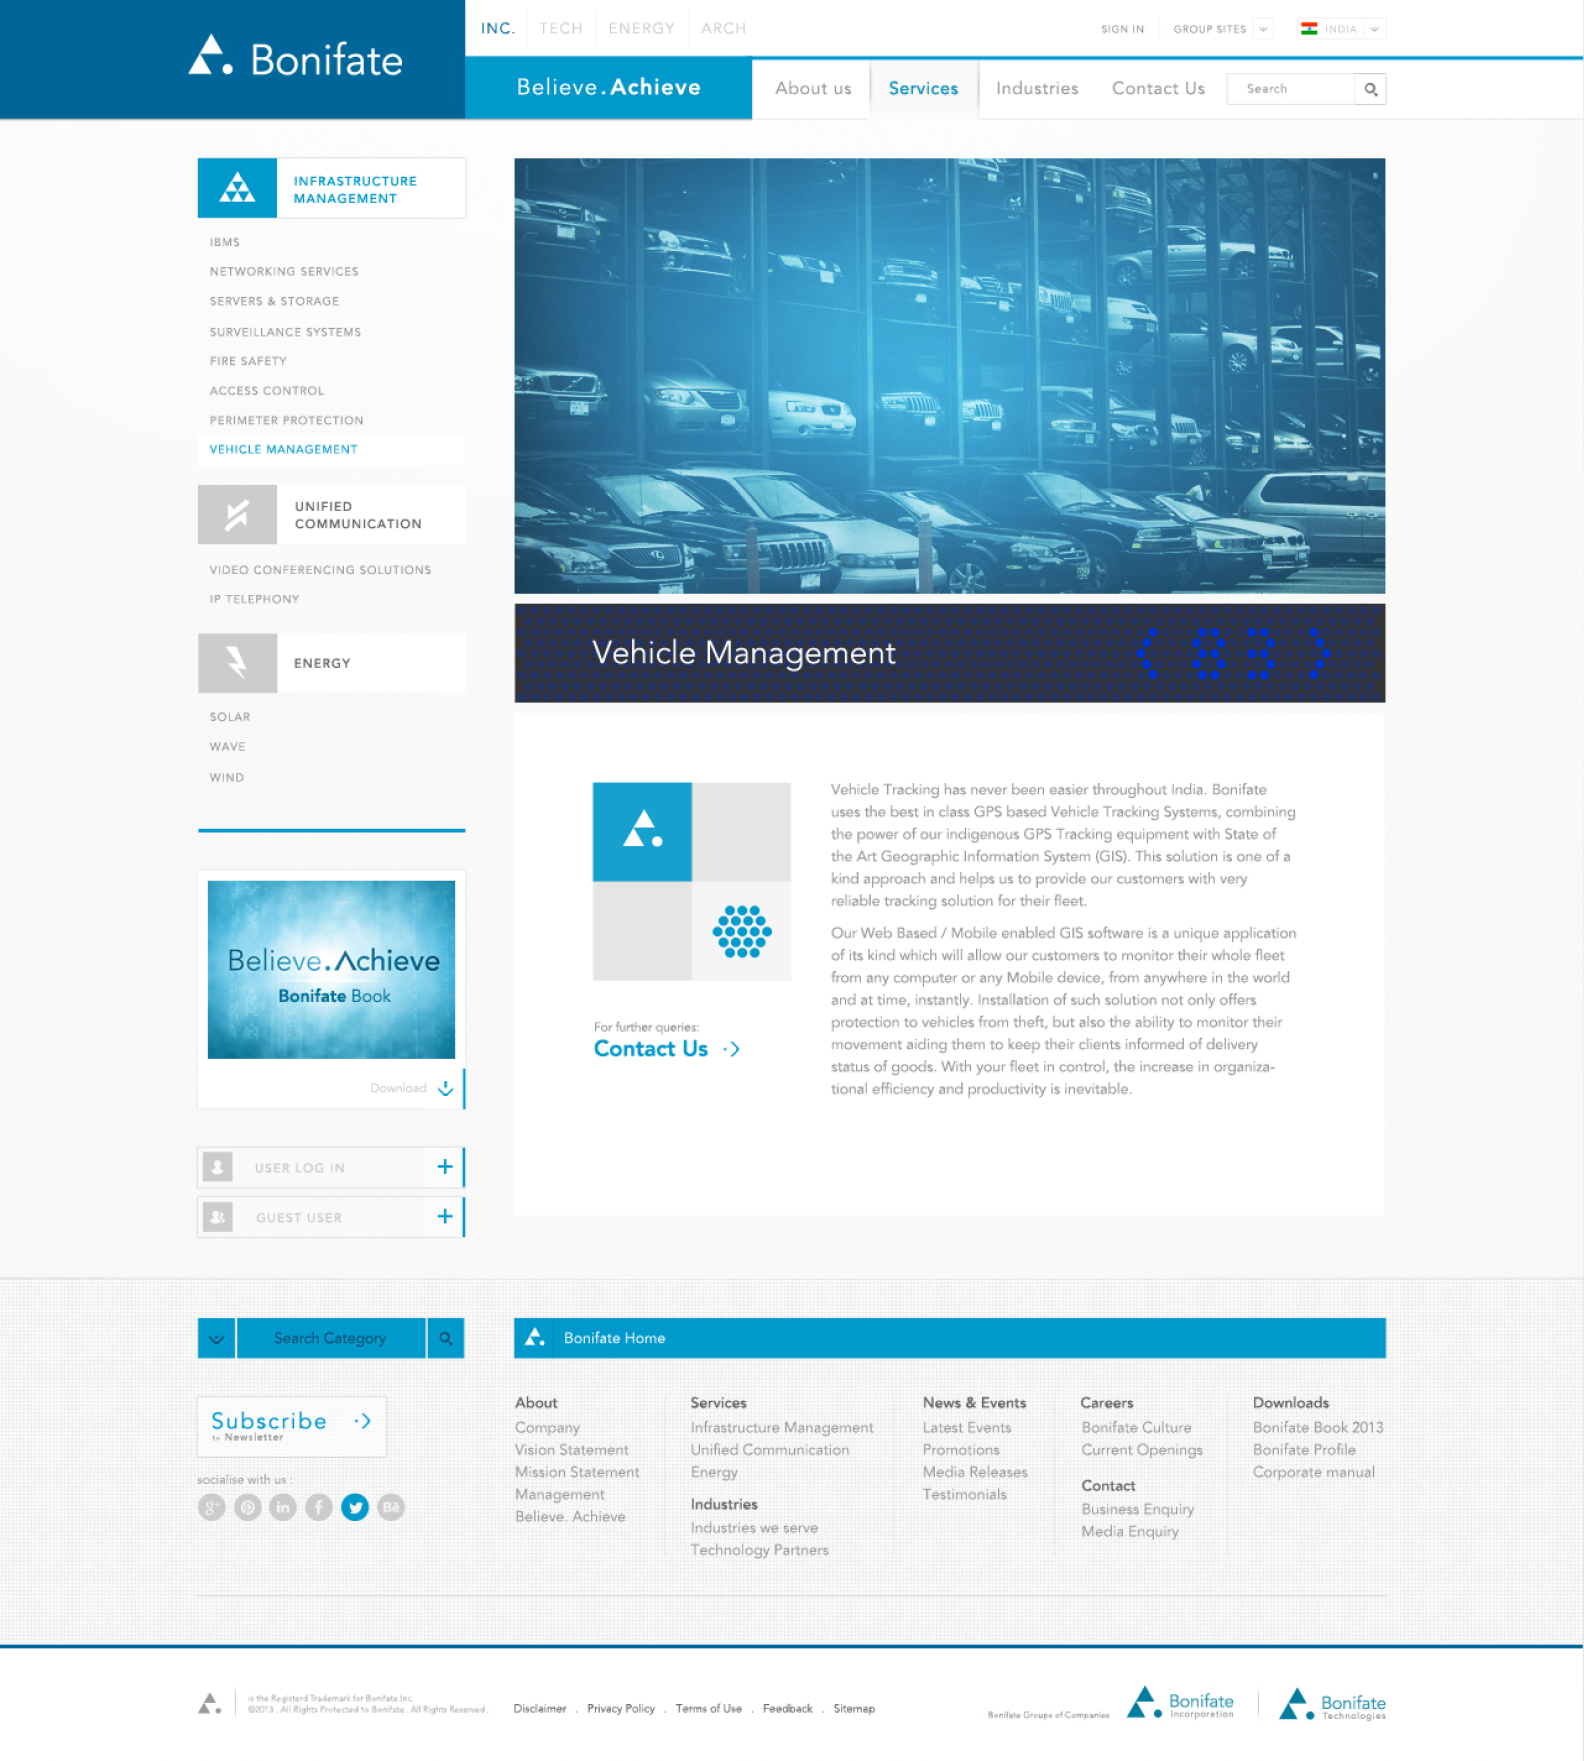 Bonifate
INC.
TECH
ENERGY
ARCH
SIGN IN
GROUP SITES
INDIA
Believe.Achieve
About us
Services
Industries
Contact Us
Search
INFRASTRUCTURE
MANAGEMENT
IBMS
NETWORKING SERVICES
SERVERS & STORAGE
SURVEILLANCE SYSTEMS
FIRE SAFETY
ACCESS CONTROL
PERIMETER PROTECTION
VEHICLE MANAGEMENT
UNIFIED
COMMUNICATION
VIDEO CONFERENCING SOLUTIONS
IP TELEPHONY
ENERGY
SOLAR
WAVE
WIND
Believe.Achieve
Bonifate Book
Download
USER LOG IN
GUEST USER
Vehicle Management
For further queries:
Contact Us
Vehicle Tracking has never been easier throughout India. Bonifate
uses the best in class GPS based Vehicle Tracking Systems, combining
the power of our indigenous GPS Tracking equipment with State of
the Art Geographic Information System (GIS). This solution is one of a
kind approach and helps us to provide our customers with very
reliable tracking solution for their fleet.
Our Web Based / Mobile enabled GIS software is a unique application
of its kind which will allow our customers to monitor their whole fleet
from any computer or any Mobile device, from anywhere in the world
and at time, instantly. Installation of such solution not only offers
protection to vehicles from theft, but also the ability to monitor their
movement aiding them to keep their clients informed of delivery
status of goods. With your fleet in control, the increase in organiza-
tional efficiency and productivity is inevitable.
Search Category
Bonifate Home
Subscribe
to Newsletter
socialise with us :
About
Company
Vision Statement
Mission Statement
Management
Believe. Achieve
Services
Infrastructure Management
Unified Communication
Energy
Industries
Industries we serve
Technology Partners
News & Events
Latest Events
Promotions
Media Releases
Testimonials
Careers
Bonifate Culture
Current Openings
Contact
Business Enquiry
Media Enquiry
Downloads
Bonifate Book 2013
Bonifate Profile
Corporate manual
is the Registerd Trademark for Bonifate Inc.
©2013 . All Rights Protected to Bonifate . All Rights Reserved.
Disclaimer . Privacy Policy . Terms of Use . Feedback . Sitemap
Bonifate Groups of Companies
Bonifate
Incorporation
Bonifate
Technologies